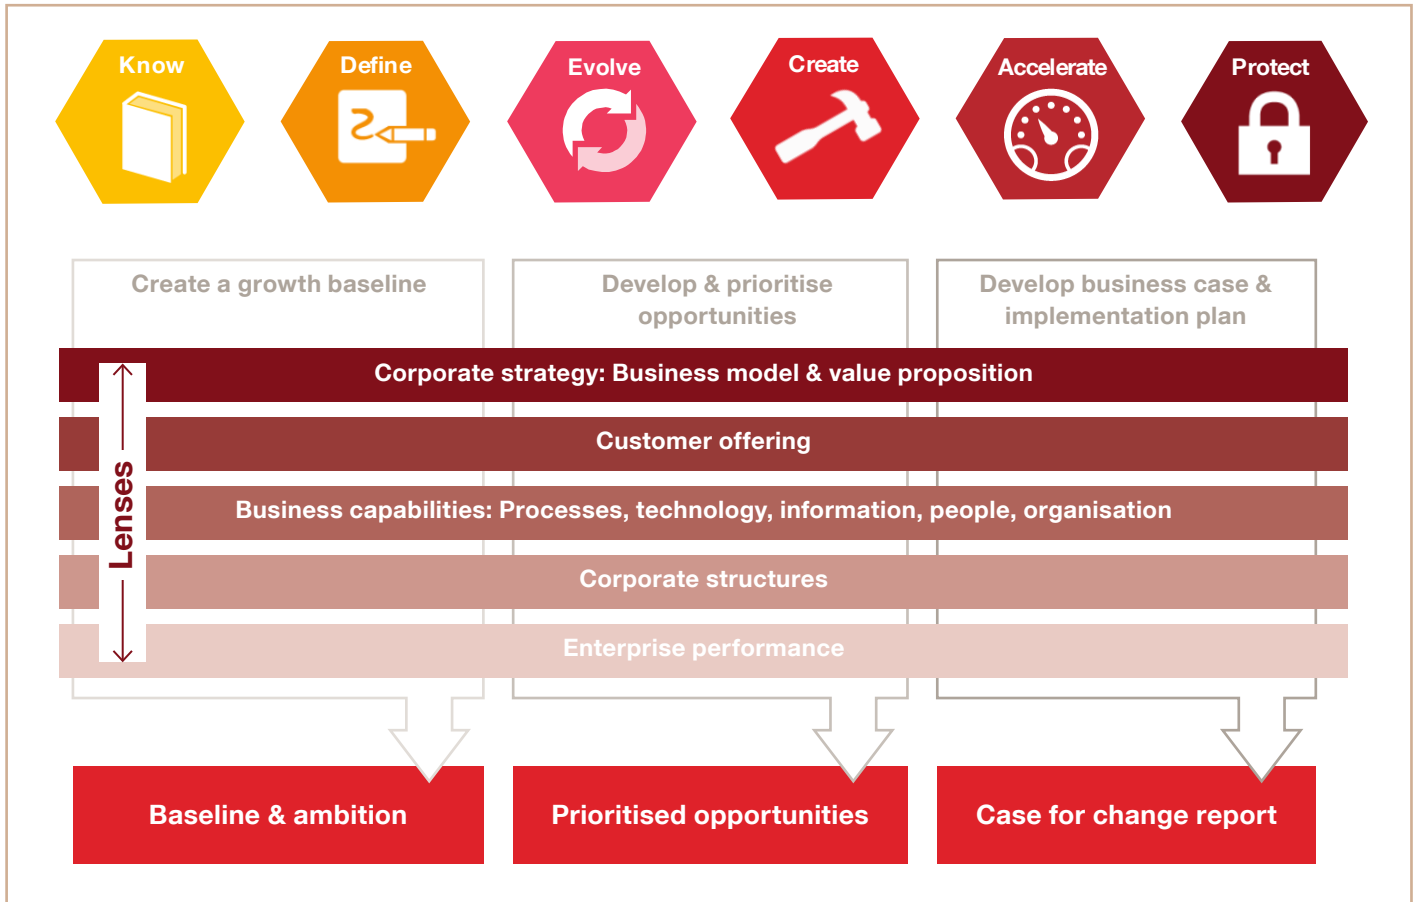 Know
Define
Evolve
Create
Accelerate
Protect
Create a growth baseline
Develop & prioritise
opportunities
Develop business case &
implementation plan
Lenses
Corporate strategy: Business model & value proposition
Customer offering
Business capabilities: Processes, technology, information, people, organisation
Corporate structures
Enterprise performance
Baseline & ambition
Prioritised opportunities
Case for change report